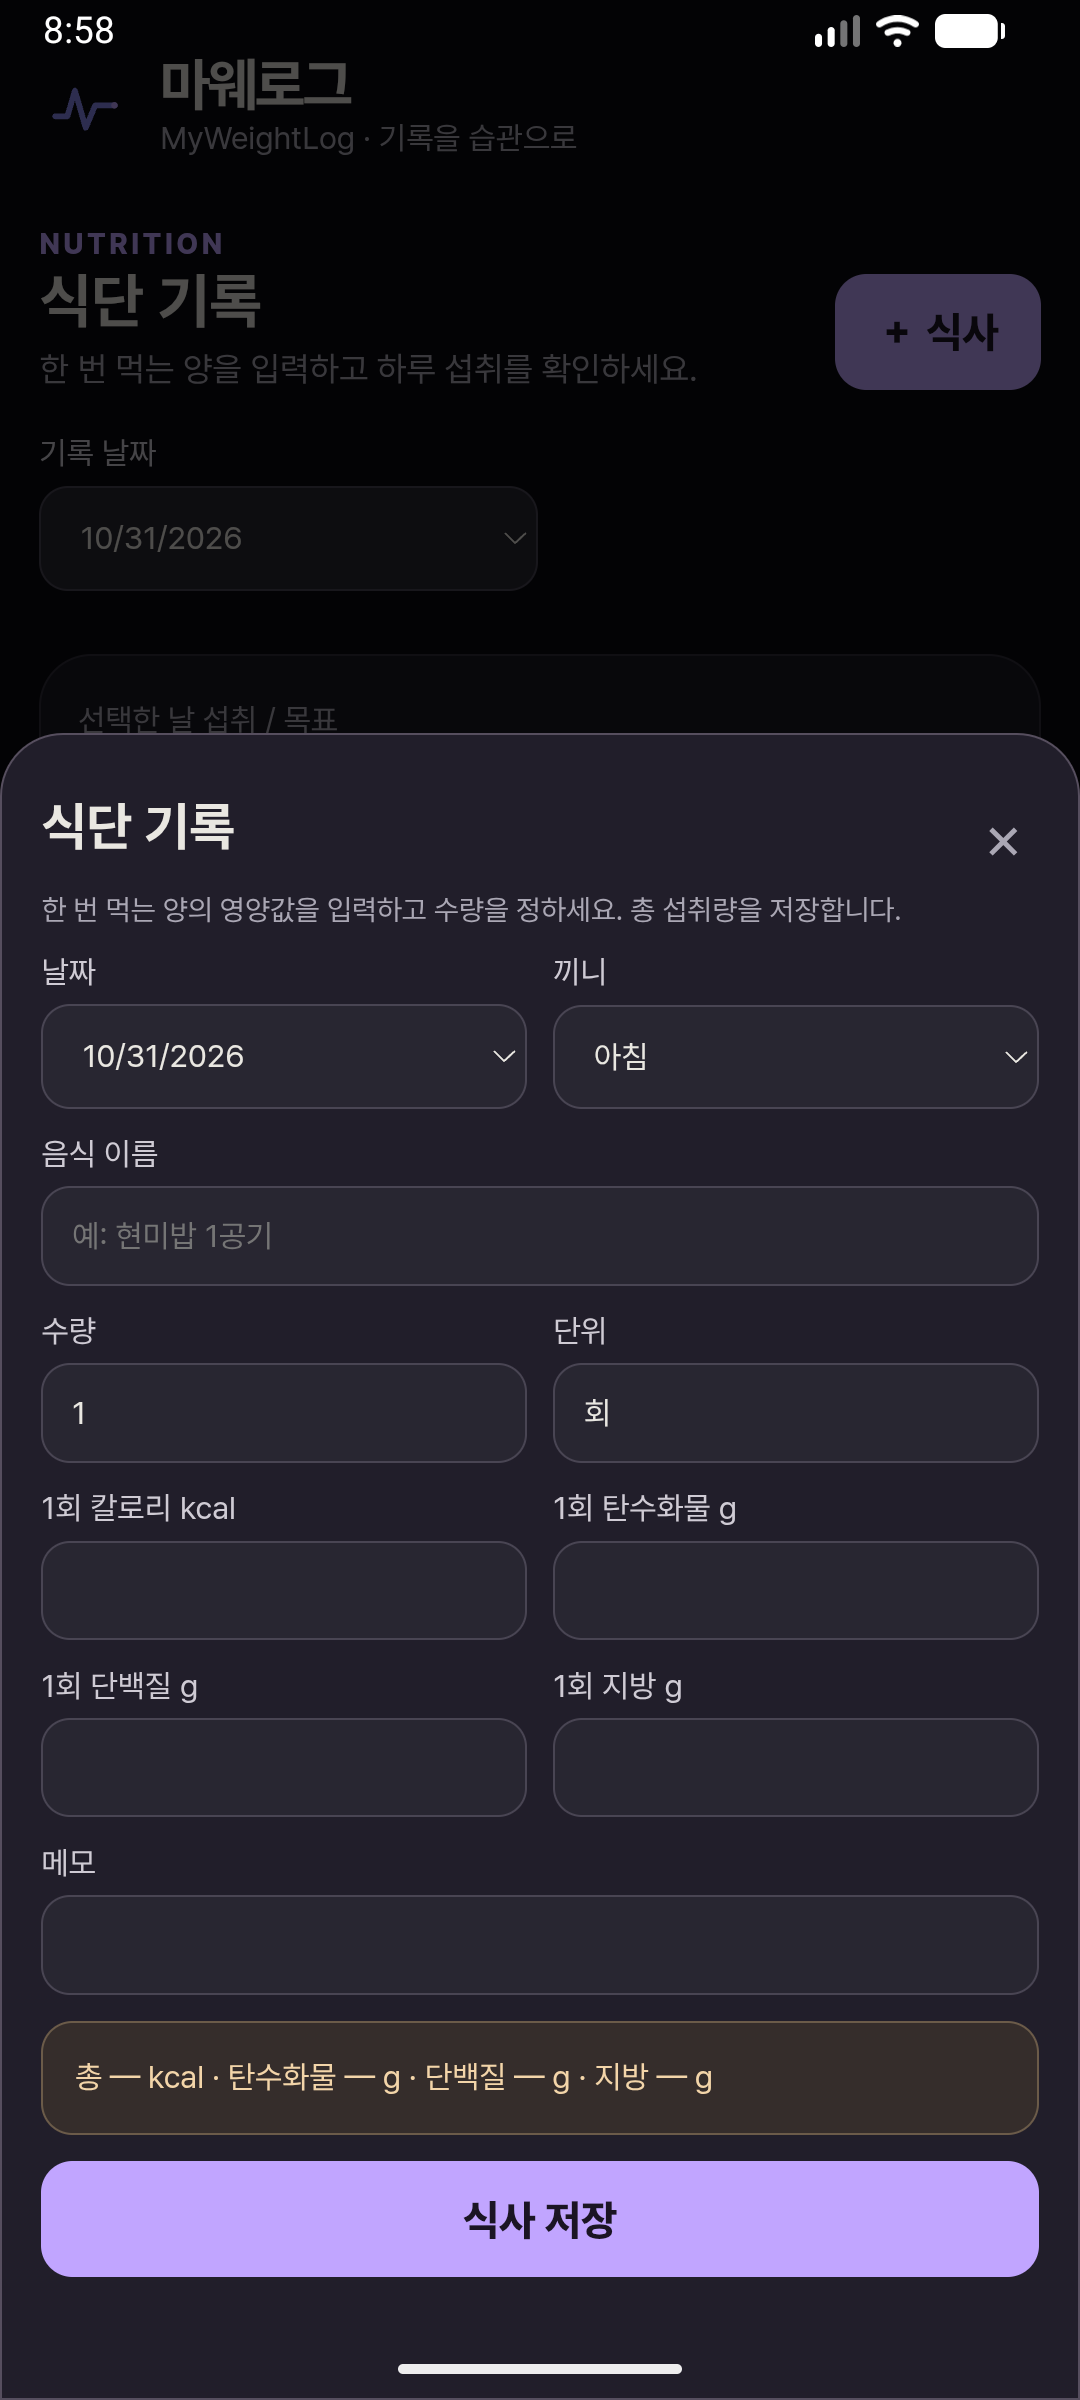 8:58
마웨로그
MyWeightLog · 기록을 습관으로
NUTRITION
식단 기록
+ 식사
한 번 먹는 양을 입력하고 하루 섭취를 확인하세요.
기록 날짜
10/31/2026
선택한 날 섭취 / 목표
식단 기록
한 번 먹는 양의 영양값을 입력하고 수량을 정하세요. 총 섭취량을 저장합니다.
날짜 끼니
10/31/2026 아침
음식 이름
예: 현미밥 1공기
수량 단위
1 회
1회 칼로리 kcal 1회 탄수화물 g
1회 단백질 g 1회 지방 g
메모
총 — kcal · 탄수화물 — g · 단백질 — g · 지방 — g
식사 저장